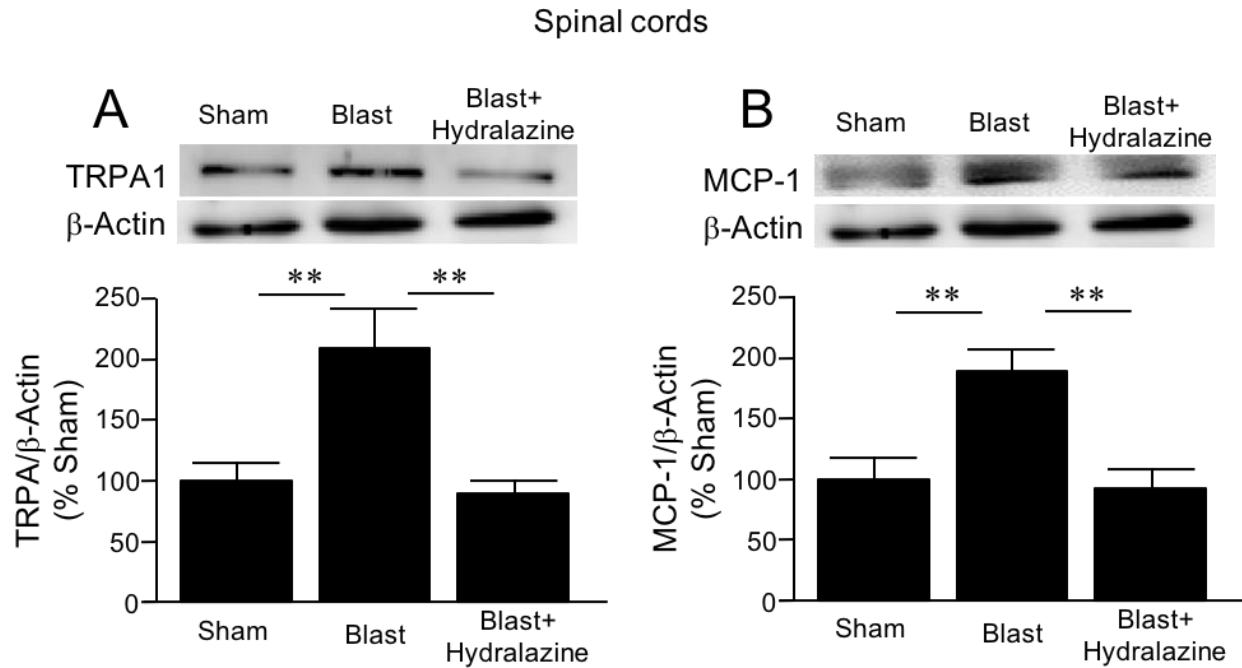 Spinal cords
A
Sham
Blast
Blast+
Hydralazine
TRPA1
β-Actin
**
**
TRPA/β-Actin
(% Sham)
250
200
150
100
50
0
Sham
Blast
Blast+
Hydralazine
B
Sham
Blast
Blast+
Hydralazine
MCP-1
β-Actin
**
**
MCP-1/β-Actin
(% Sham)
250
200
150
100
50
0
Sham
Blast
Blast+
Hydralazine